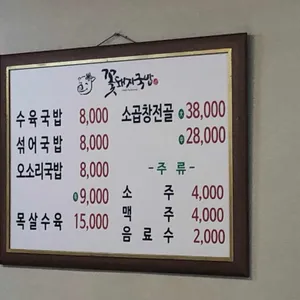 꽃돼지국밥
수육국밥 8,000
섞어국밥 8,000
오소리국밥 8,000
9,000
목살수육 15,000
소곱창전골 38,000
28,000
- 주 류 -
소 주 4,000
맥 주 4,000
음 료 수 2,000